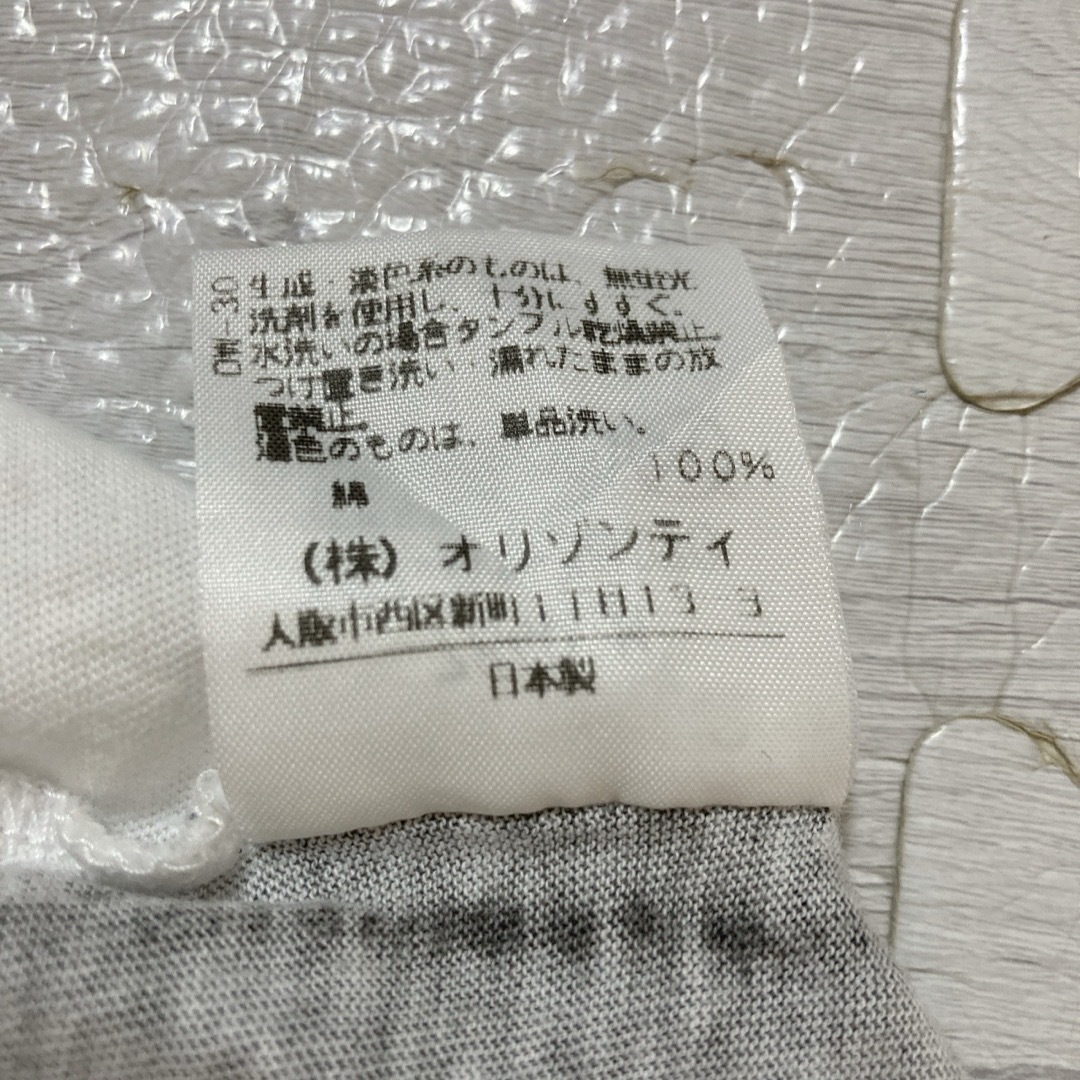 生成・淡色系のものは、無蛍光
洗剤を使用し、十分にすすぐ。
水洗いの場合タンブル乾燥禁止
つけ置き洗い・濡れたままの放
置禁止
濃色のものは、単品洗い。
綿 100%
(株) オリゾンティ
大阪市西区新町1丁目13 3
日本製